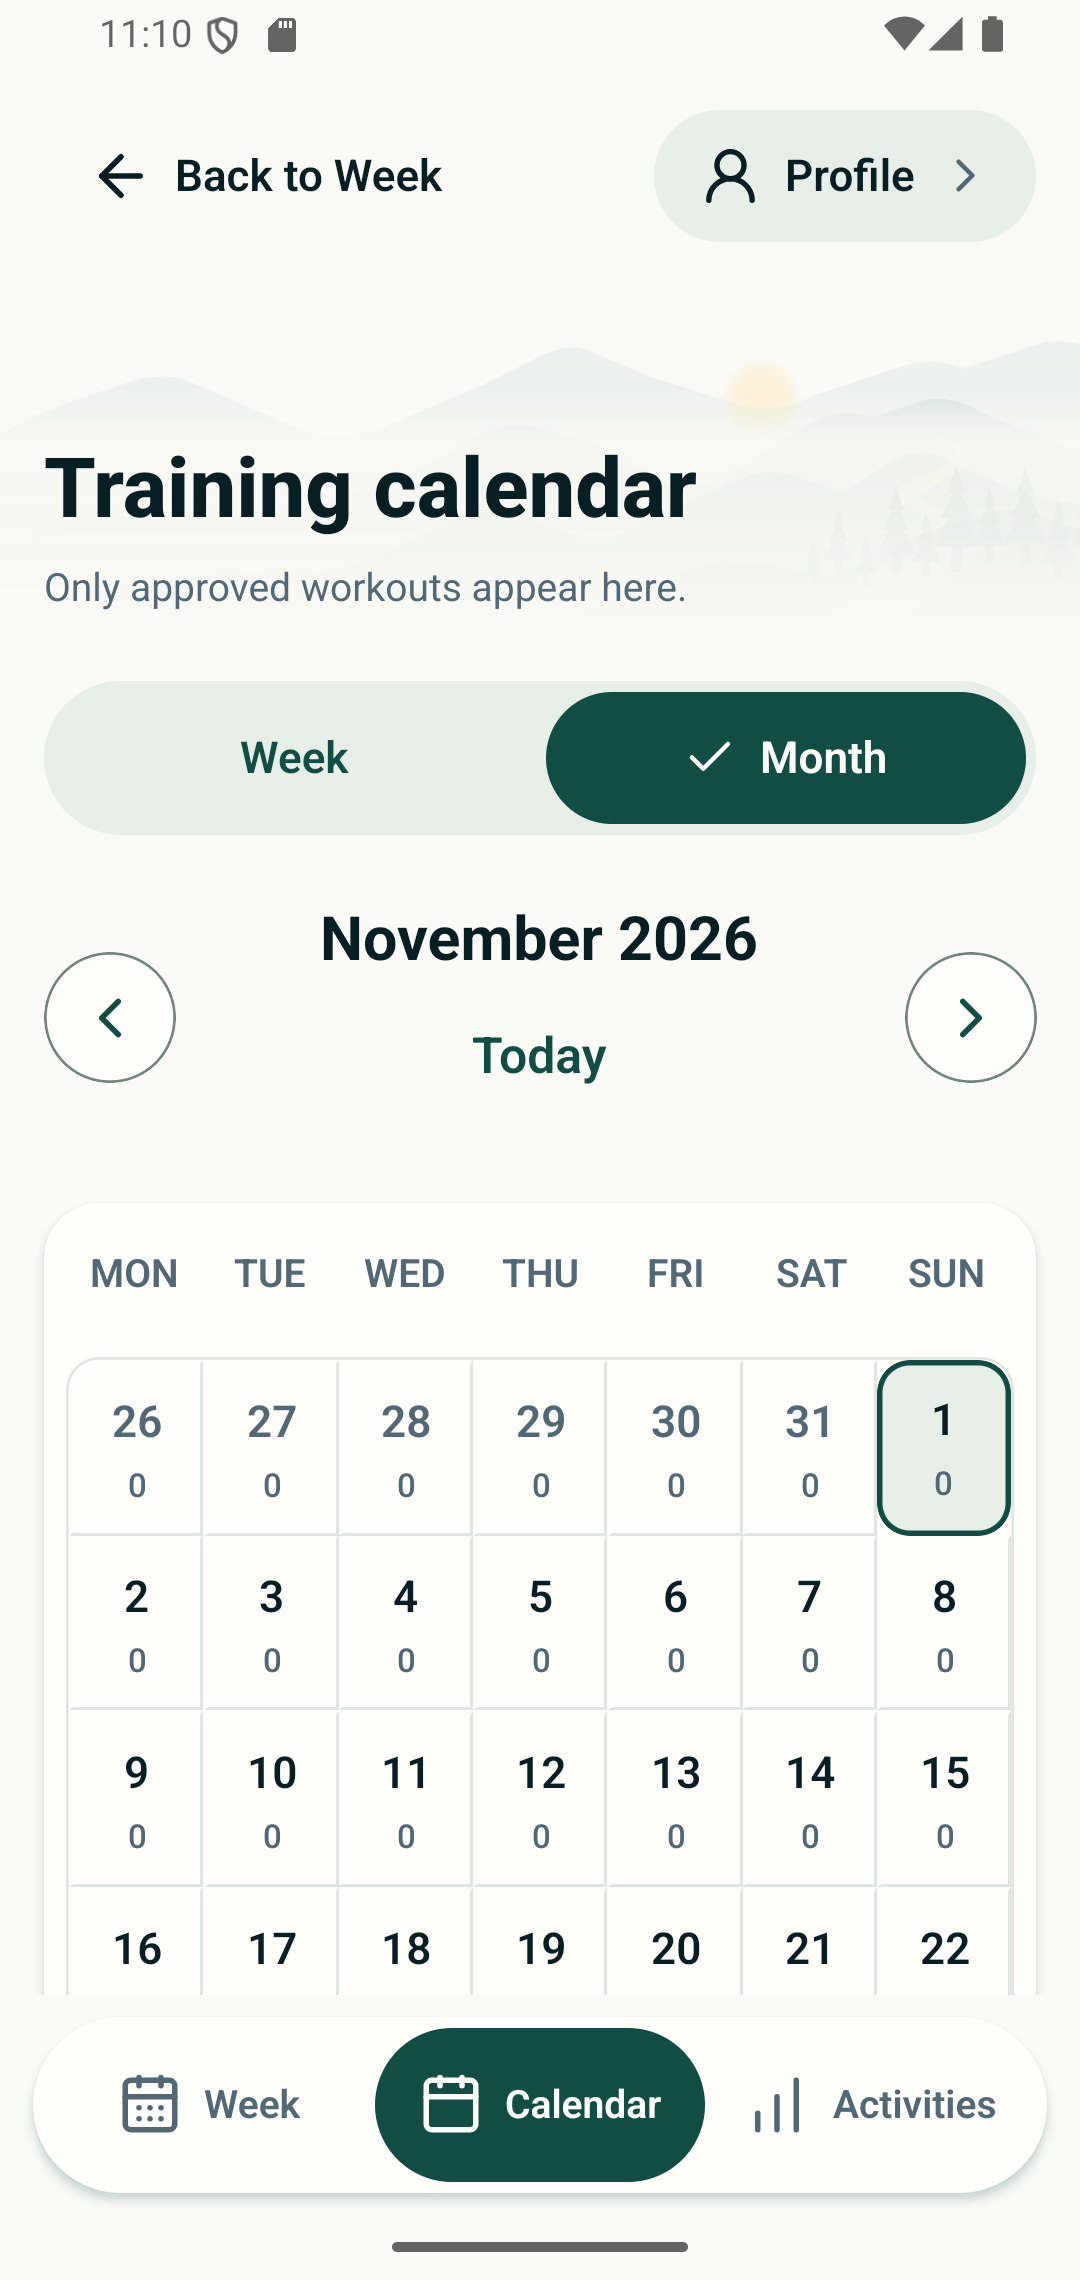 11:10
Back to Week
Profile
Training calendar
Only approved workouts appear here.
Week
Month
November 2026
Today
MON TUE WED THU FRI SAT SUN
26 27 28 29 30 31 1
0 0 0 0 0 0 0
2 3 4 5 6 7 8
0 0 0 0 0 0 0
9 10 11 12 13 14 15
0 0 0 0 0 0 0
16 17 18 19 20 21 22
Week
Calendar
Activities